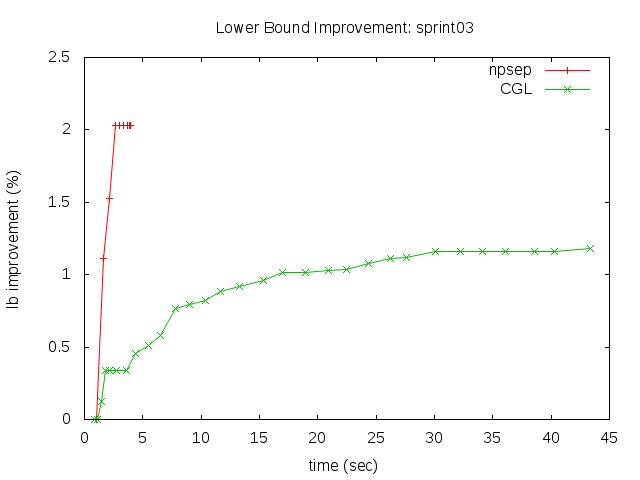 Lower Bound Improvement: sprint03
2.5
2
1.5
1
0.5
0
lb improvement (%)
npsep
CGL
0 5 10 15 20 25 30 35 40 45
time (sec)